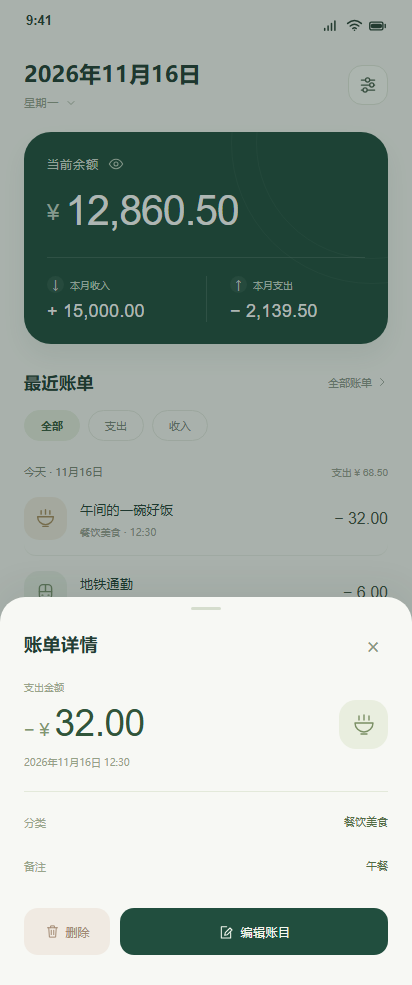 9:41
2026年11月16日
星期一
当前余额
¥ 12,860.50
↓ 本月收入
+ 15,000.00
↑ 本月支出
− 2,139.50
最近账单
全部账单
全部
支出
收入
今天 · 11月16日
支出 ¥ 68.50
午间的一碗好饭
− 32.00
餐饮美食 · 12:30
地铁通勤
− 6.00
账单详情
支出金额
− ¥ 32.00
2026年11月16日 12:30
分类
餐饮美食
备注
午餐
删除
编辑账目